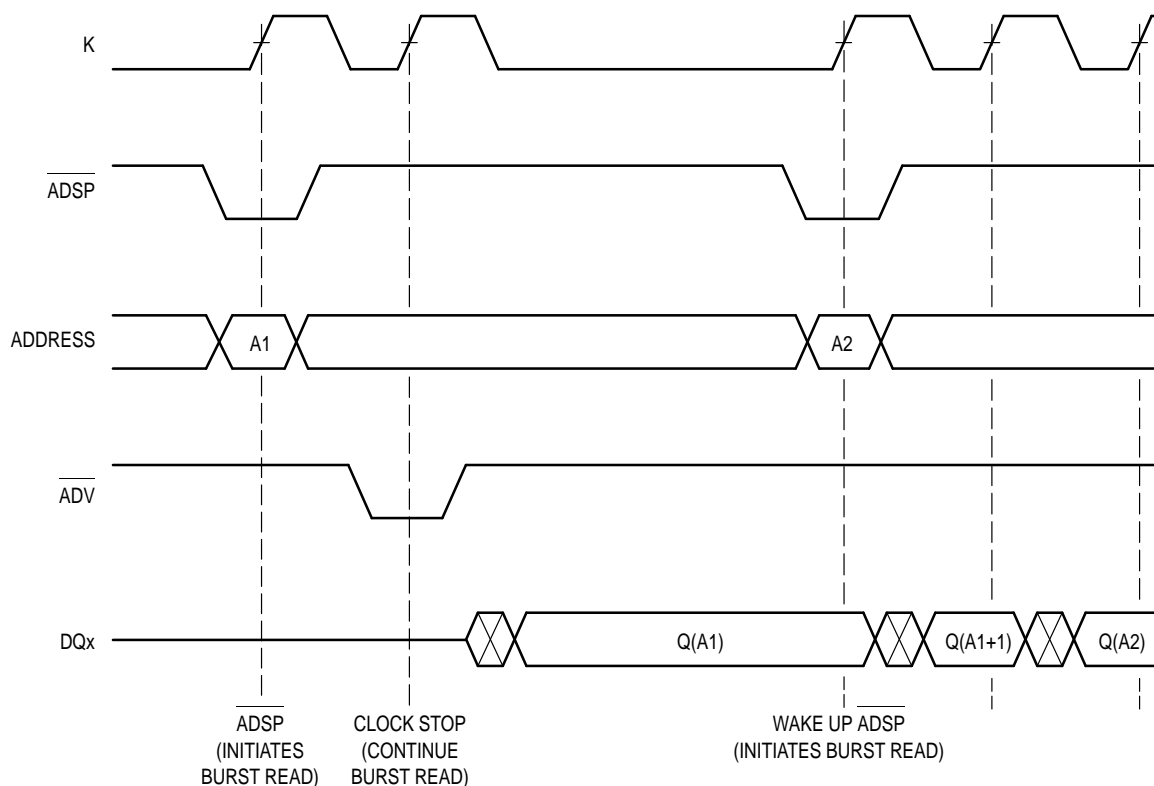 K
ADSP
ADDRESS
A1
A2
ADV
DQx
Q(A1)
Q(A1+1)
Q(A2)
ADSP
(INITIATES
BURST READ)
CLOCK STOP
(CONTINUE
BURST READ)
WAKE UP ADSP
(INITIATES BURST READ)